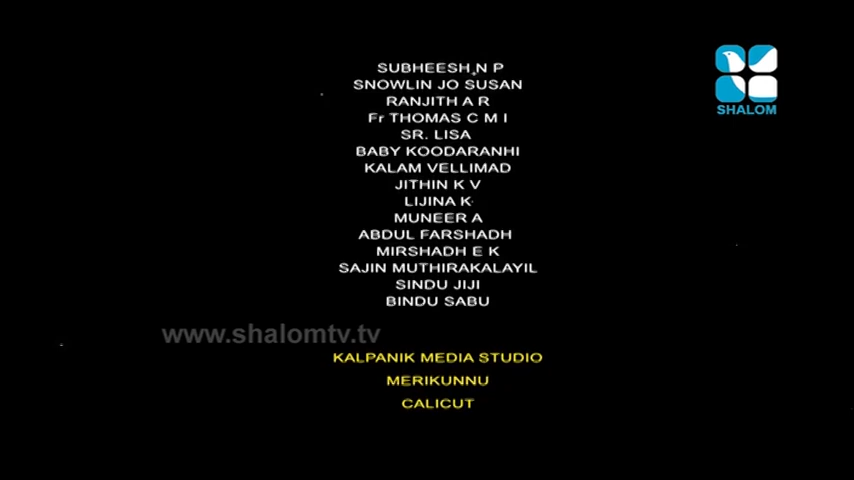 SUBHEESH N P
SNOWLIN JO SUSAN
RANJITH A R
Fr THOMAS C M I
SR. LISA
BABY KOODARANHI
KALAM VELLIMAD
JITHIN K V
LIJINA K
MUNEER A
ABDUL FARSHADH
MIRSHADH E K
SAJIN MUTHIRAKALAYIL
SINDU JIJI
BINDU SABU
www.shalomtv.tv
KALPANIK MEDIA STUDIO
MERIKUNNU
CALICUT
SHALOM